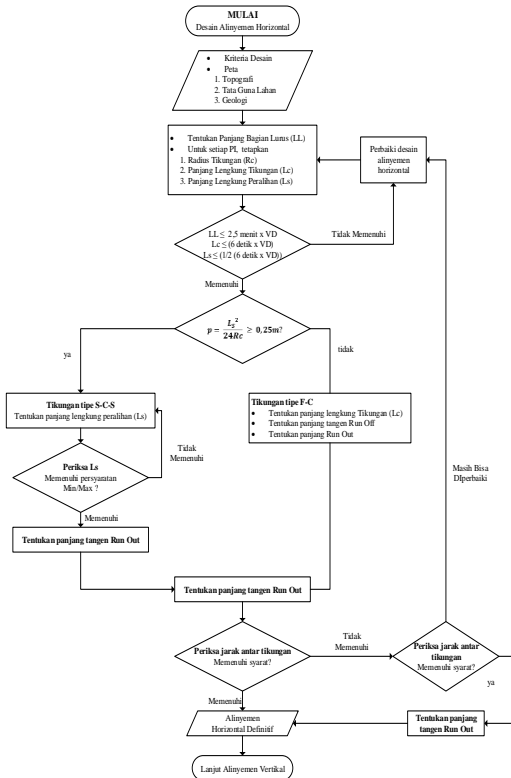 MULAI
Desain Alinyemen Horizontal
• Kriteria Desain
• Peta
1. Topografi
2. Tata Guna Lahan
3. Geologi
• Tentukan Panjang Bagian Lurus (LL)
• Untuk setiap PI, tetapkan
1. Radius Tikungan (Rc)
2. Panjang Lengkung Tikungan (Lc)
3. Panjang Lengkung Peralihan (Ls)
Perbaiki desain
alinyemen
horizontal
LL ≤ 2,5 menit x VD
Lc ≤ (6 detik x VD)
Ls ≤ (1/2 (6 detik x VD))
Tidak Memenuhi
Memenuhi
p = Ls²/24Rc ≥ 0,25m?
ya
tidak
Tikungan tipe S-C-S
Tentukan panjang lengkung peralihan (Ls)
Tikungan tipe F-C
• Tentukan panjang lengkung Tikungan (Lc)
• Tentukan panjang tangen Run Off
• Tentukan panjang Run Out
Tidak
Memenuhi
Periksa Ls
Memenuhi persyaratan
Min/Max ?
Masih Bisa
DIperbaiki
Memenuhi
Tentukan panjang tangen Run Out
Tentukan panjang tangen Run Out
Periksa jarak antar tikungan
Memenuhi syarat?
Tidak
Memenuhi
Periksa jarak antar
tikungan
Memenuhi syarat?
ya
Memenuhi
Alinyemen
Horizontal Definitif
Tentukan panjang
tangen Run Out
Lanjut Alinyemen Vertikal